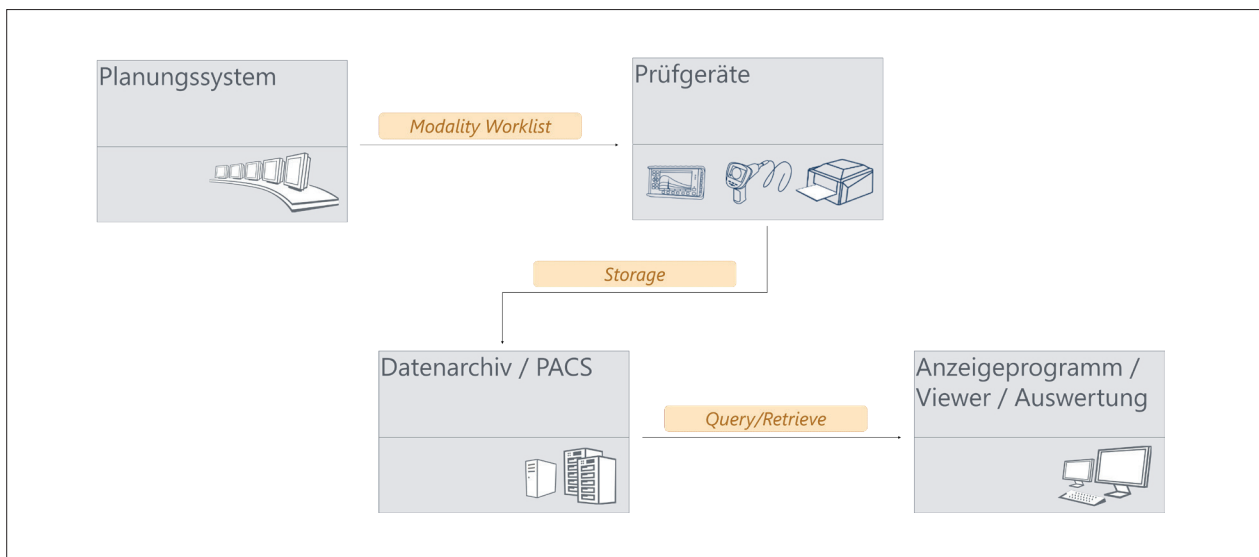 Planungssystem
Modality Worklist
Prüfgeräte
Storage
Datenarchiv / PACS
Query/Retrieve
Anzeigeprogramm /
Viewer / Auswertung